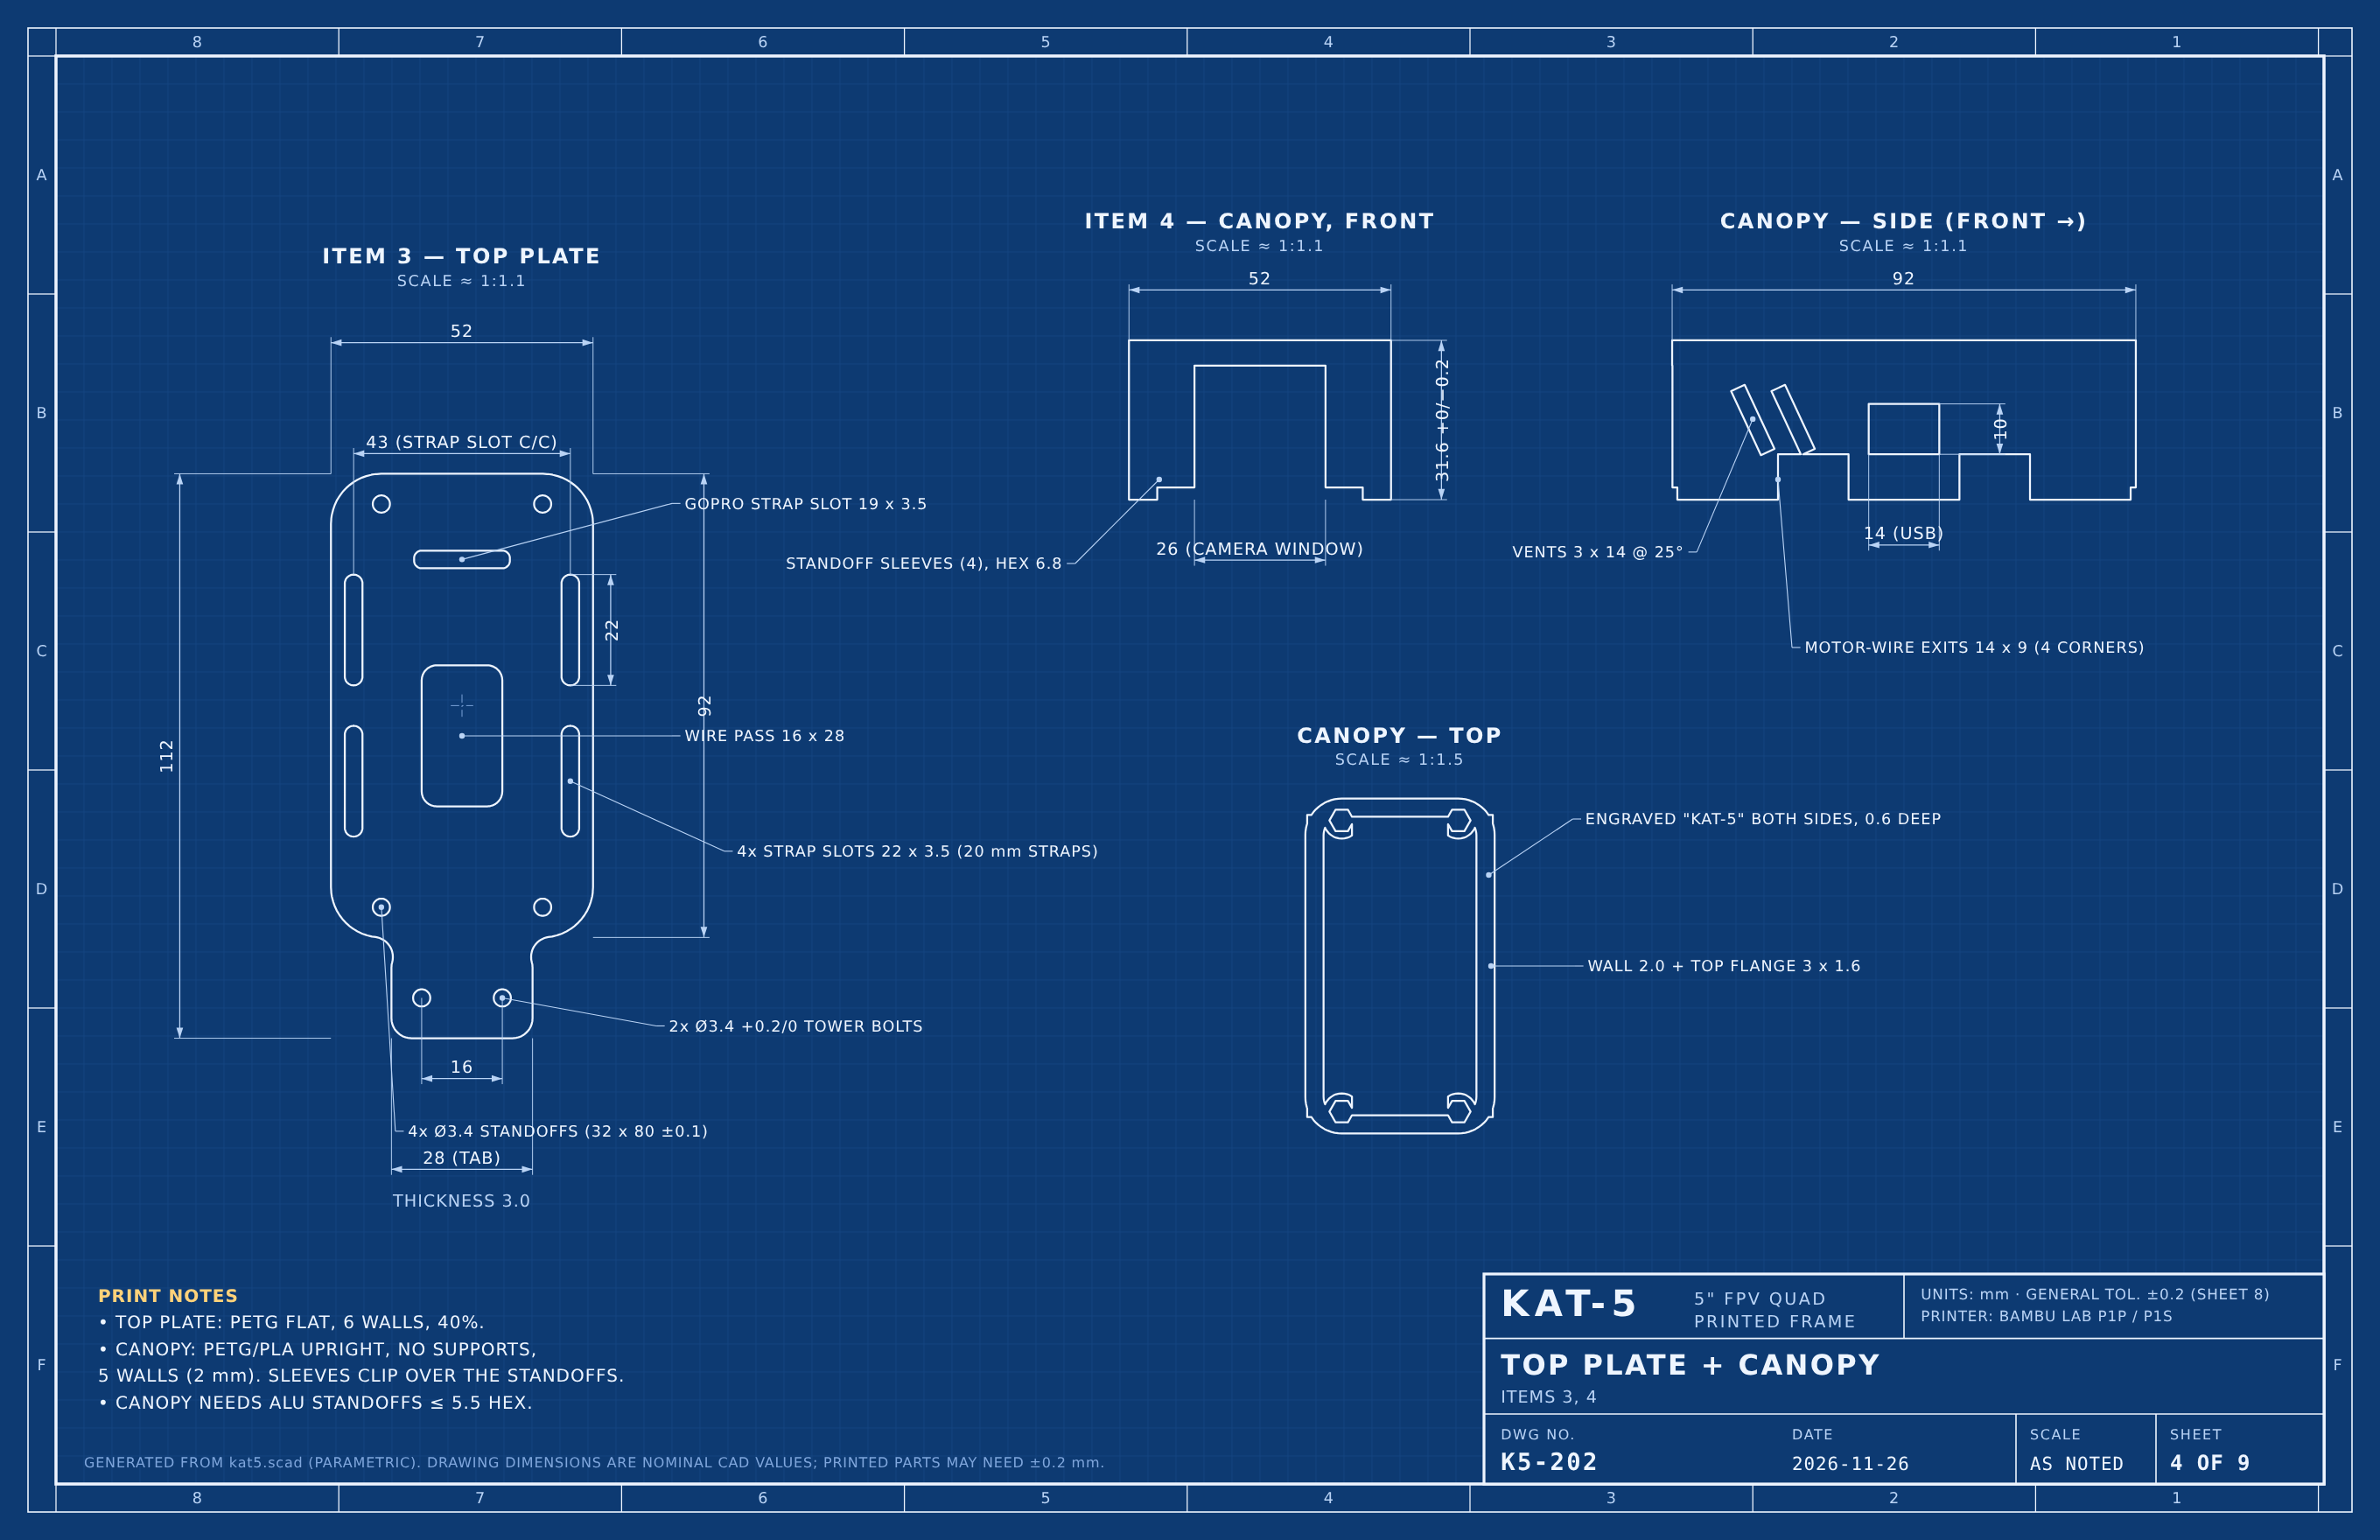 8 7 6 5 4 3 2 1
A A
B B
C C
D D
E E
F F
ITEM 3 — TOP PLATE
SCALE ≈ 1:1.1
52
43 (STRAP SLOT C/C)
GOPRO STRAP SLOT 19 x 3.5
22
92
112
WIRE PASS 16 x 28
4x STRAP SLOTS 22 x 3.5 (20 mm STRAPS)
2x Ø3.4 +0.2/0 TOWER BOLTS
16
4x Ø3.4 STANDOFFS (32 x 80 ±0.1)
28 (TAB)
THICKNESS 3.0
ITEM 4 — CANOPY, FRONT
SCALE ≈ 1:1.1
52
31.6 +0/−0.2
26 (CAMERA WINDOW)
STANDOFF SLEEVES (4), HEX 6.8
CANOPY — SIDE (FRONT →)
SCALE ≈ 1:1.1
92
10
14 (USB)
VENTS 3 x 14 @ 25°
MOTOR-WIRE EXITS 14 x 9 (4 CORNERS)
CANOPY — TOP
SCALE ≈ 1:1.5
ENGRAVED "KAT-5" BOTH SIDES, 0.6 DEEP
WALL 2.0 + TOP FLANGE 3 x 1.6
PRINT NOTES
• TOP PLATE: PETG FLAT, 6 WALLS, 40%.
• CANOPY: PETG/PLA UPRIGHT, NO SUPPORTS,
5 WALLS (2 mm). SLEEVES CLIP OVER THE STANDOFFS.
• CANOPY NEEDS ALU STANDOFFS ≤ 5.5 HEX.
GENERATED FROM kat5.scad (PARAMETRIC). DRAWING DIMENSIONS ARE NOMINAL CAD VALUES; PRINTED PARTS MAY NEED ±0.2 mm.
KAT-5
5" FPV QUAD
PRINTED FRAME
UNITS: mm · GENERAL TOL. ±0.2 (SHEET 8)
PRINTER: BAMBU LAB P1P / P1S
TOP PLATE + CANOPY
ITEMS 3, 4
DWG NO.
K5-202
DATE
2026-11-26
SCALE
AS NOTED
SHEET
4 OF 9
8 7 6 5 4 3 2 1